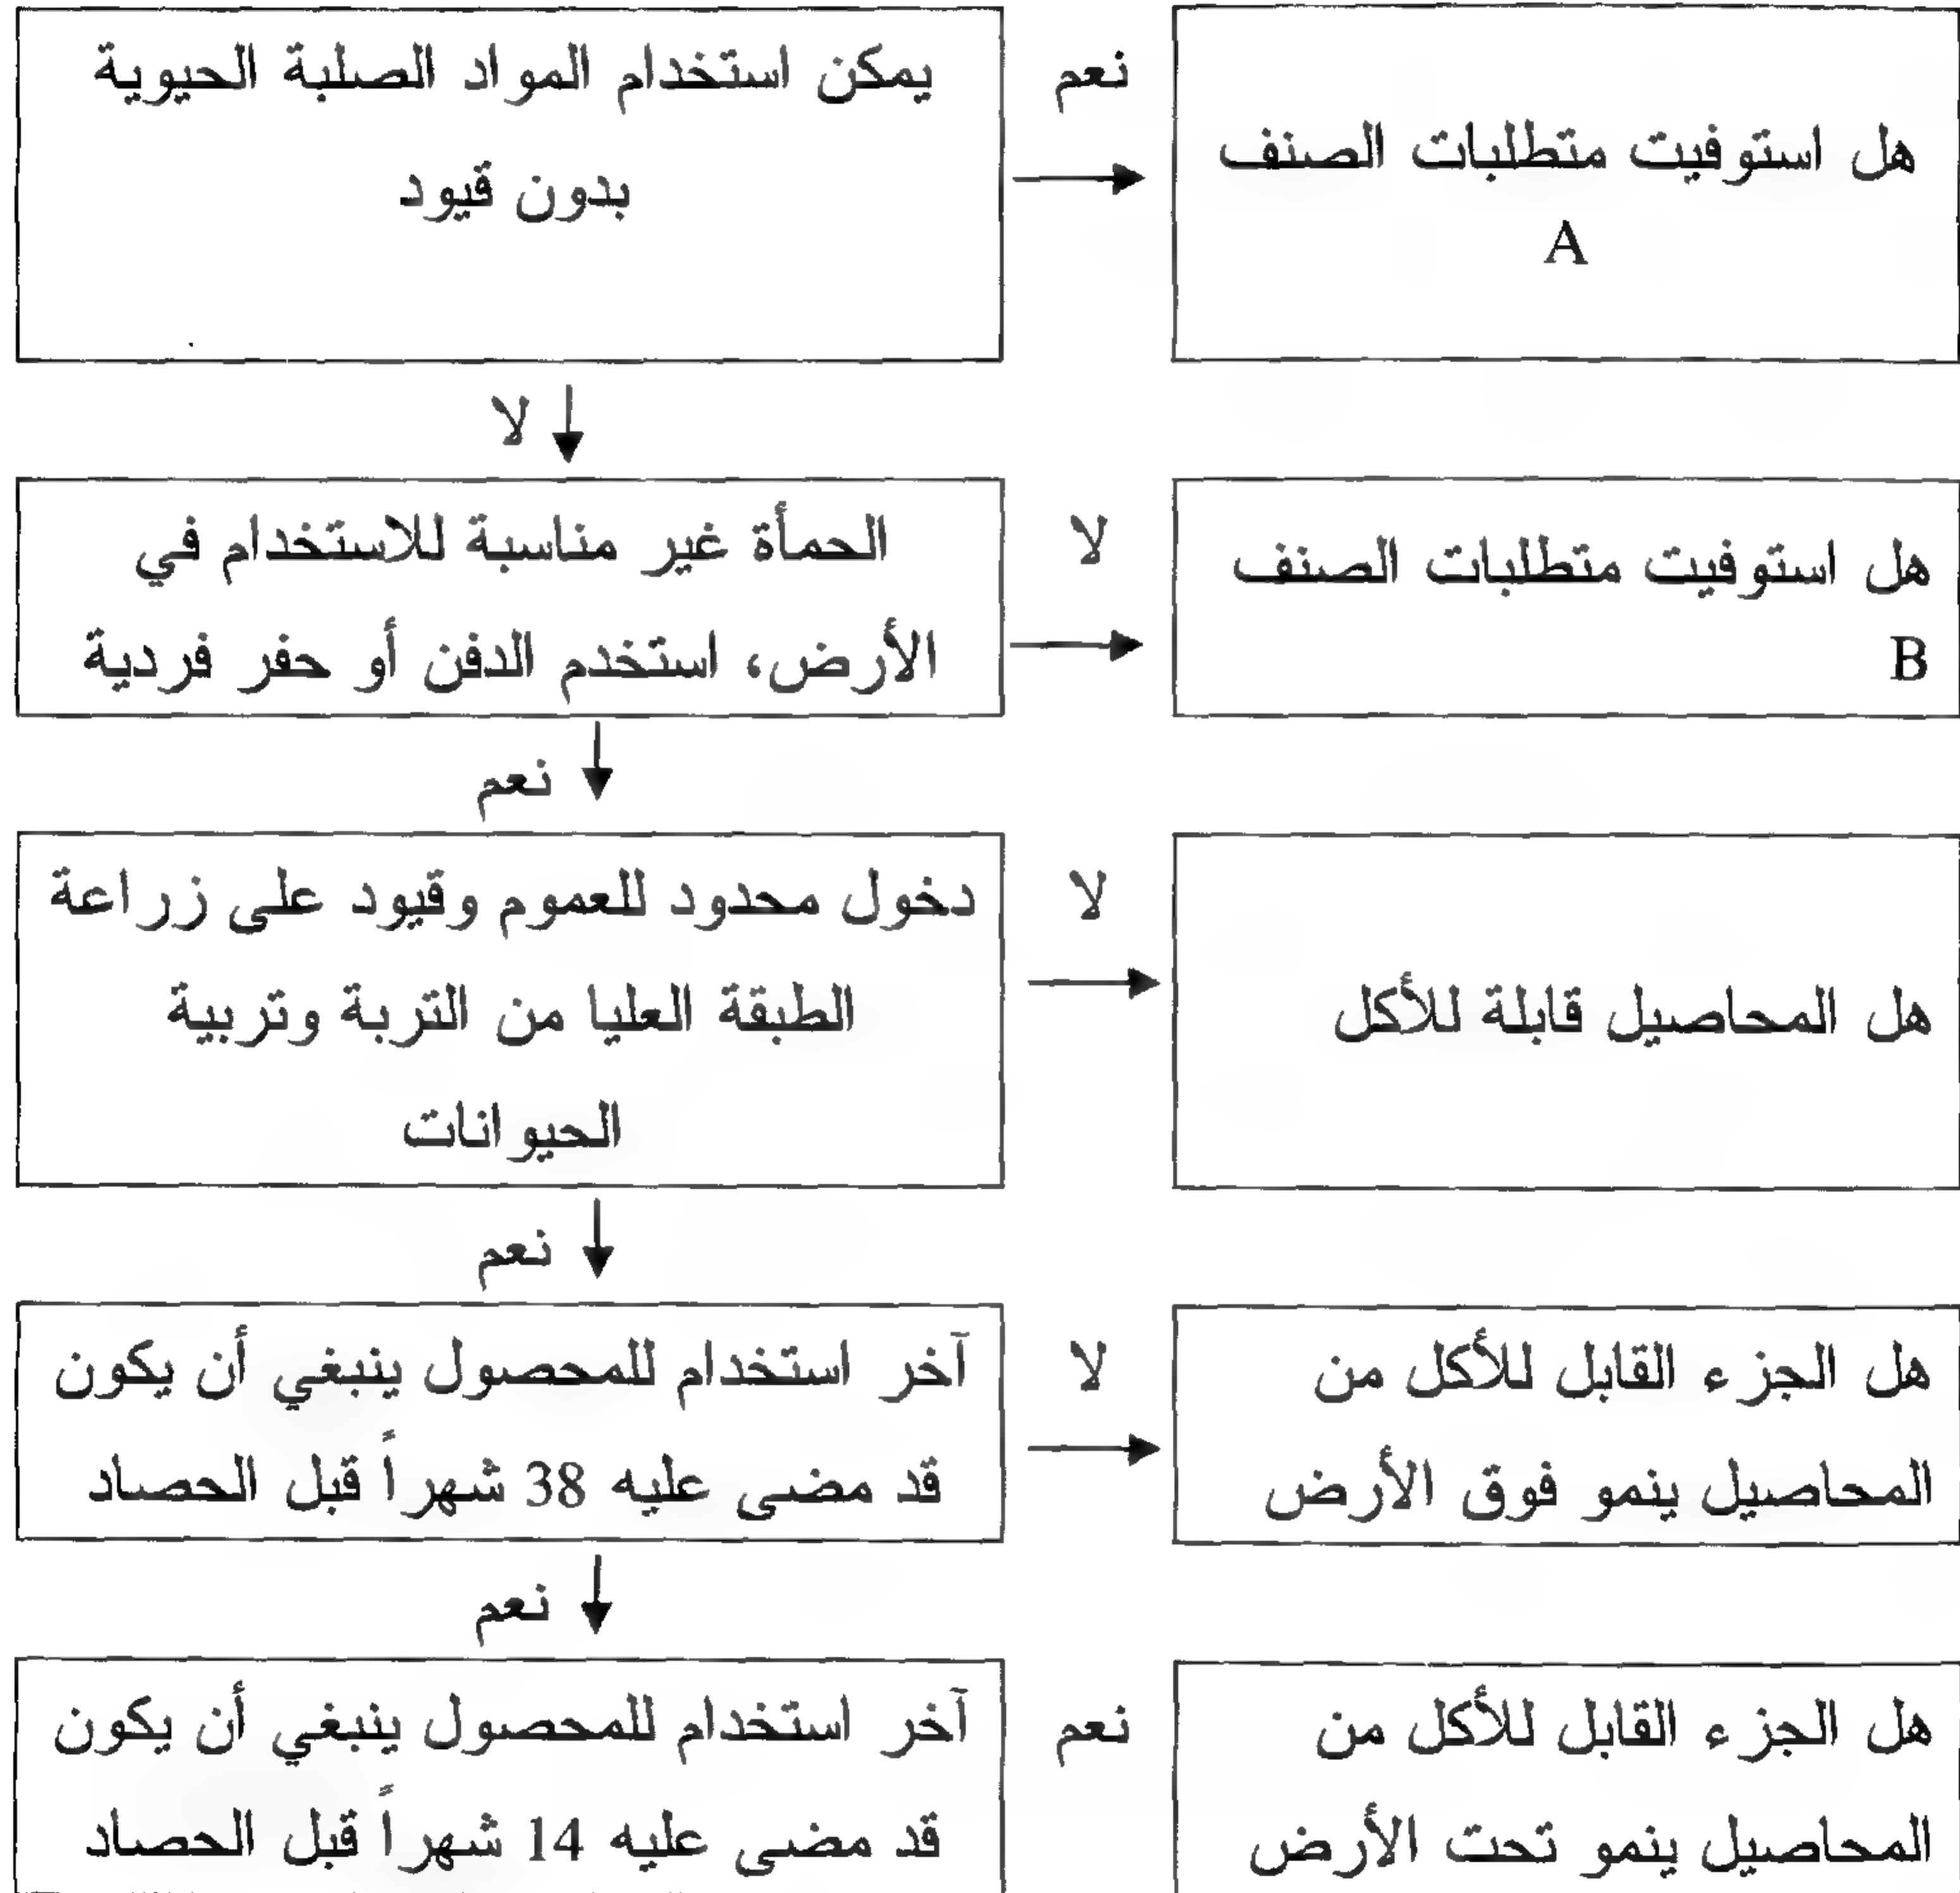 هل استوفيت متطلبات الصنف
A
نعم
يمكن استخدام المواد الصلبة الحيوية
بدون قيود
لا
هل استوفيت متطلبات الصنف
B
لا
الحمأة غير مناسبة للاستخدام في
الأرض، استخدم الدفن أو حفر فردية
نعم
هل المحاصيل قابلة للأكل
لا
دخول محدود للعموم وقيود على زراعة
الطبقة العليا من التربة وتربية
الحيوانات
نعم
هل الجزء القابل للأكل من
المحاصيل ينمو فوق الأرض
لا
آخر استخدام للمحصول ينبغي أن يكون
قد مضى عليه 38 شهراً قبل الحصاد
نعم
هل الجزء القابل للأكل من
المحاصيل ينمو تحت الأرض
نعم
آخر استخدام للمحصول ينبغي أن يكون
قد مضى عليه 14 شهراً قبل الحصاد